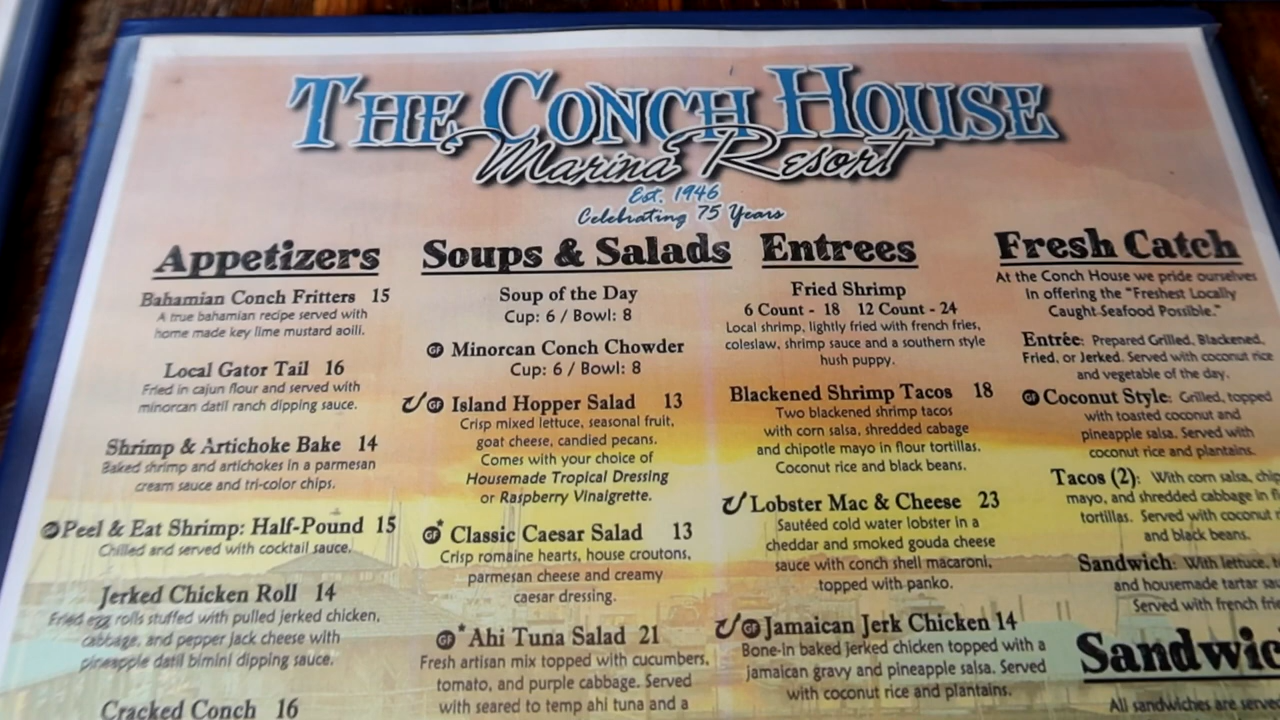 THE CONCH HOUSE
Marina Resort
Est. 1946
Celebrating 75 Years
Appetizers
Bahamian Conch Fritters 15
A true bahamian recipe served with
home made key lime mustard aoili.
Local Gator Tail 16
Fried in cajun flour and served with
minorcan datil ranch dipping sauce.
Shrimp & Artichoke Bake 14
Baked shrimp and artichokes in a parmesan
cream sauce and tri-color chips.
GF Peel & Eat Shrimp: Half-Pound 15
Chilled and served with cocktail sauce.
Jerked Chicken Roll 14
Fried egg rolls stuffed with pulled jerked chicken,
cabbage, and pepper jack cheese with
pineapple datil bimini dipping sauce.
Cracked Conch 16
Soups & Salads
Soup of the Day
Cup: 6 / Bowl: 8
GF Minorcan Conch Chowder
Cup: 6 / Bowl: 8
GF Island Hopper Salad 13
Crisp mixed lettuce, seasonal fruit,
goat cheese, candied pecans.
Comes with your choice of
Housemade Tropical Dressing
or Raspberry Vinaigrette.
GF* Classic Caesar Salad 13
Crisp romaine hearts, house croutons,
parmesan cheese and creamy
caesar dressing.
GF* Ahi Tuna Salad 21
Fresh artisan mix topped with cucumbers,
tomato, and purple cabbage. Served
with seared to temp ahi tuna and a
Entrees
Fried Shrimp
6 Count - 18 12 Count - 24
Local shrimp, lightly fried with french fries,
coleslaw, shrimp sauce and a southern style
hush puppy.
Blackened Shrimp Tacos 18
Two blackened shrimp tacos
with corn salsa, shredded cabage
and chipotle mayo in flour tortillas.
Coconut rice and black beans.
Lobster Mac & Cheese 23
Sautéed cold water lobster in a
cheddar and smoked gouda cheese
sauce with conch shell macaroni,
topped with panko.
GF Jamaican Jerk Chicken 14
Bone-in baked jerked chicken topped with a
jamaican gravy and pineapple salsa. Served
with coconut rice and plantains.
Fresh Catch
At the Conch House we pride ourselves
in offering the "Freshest Locally
Caught Seafood Possible."
Entrée: Prepared Grilled, Blackened,
Fried, or Jerked. Served with coconut rice
and vegetable of the day.
GF Coconut Style: Grilled, topped
with toasted coconut and
pineapple salsa. Served with
coconut rice and plantains.
Tacos (2): With corn salsa, chip
mayo, and shredded cabbage in f
tortillas. Served with coconut r
and black beans.
Sandwich: With lettuce, t
and housemade tartar sa
Served with french frie
Sandwic
All sandwiches are serve